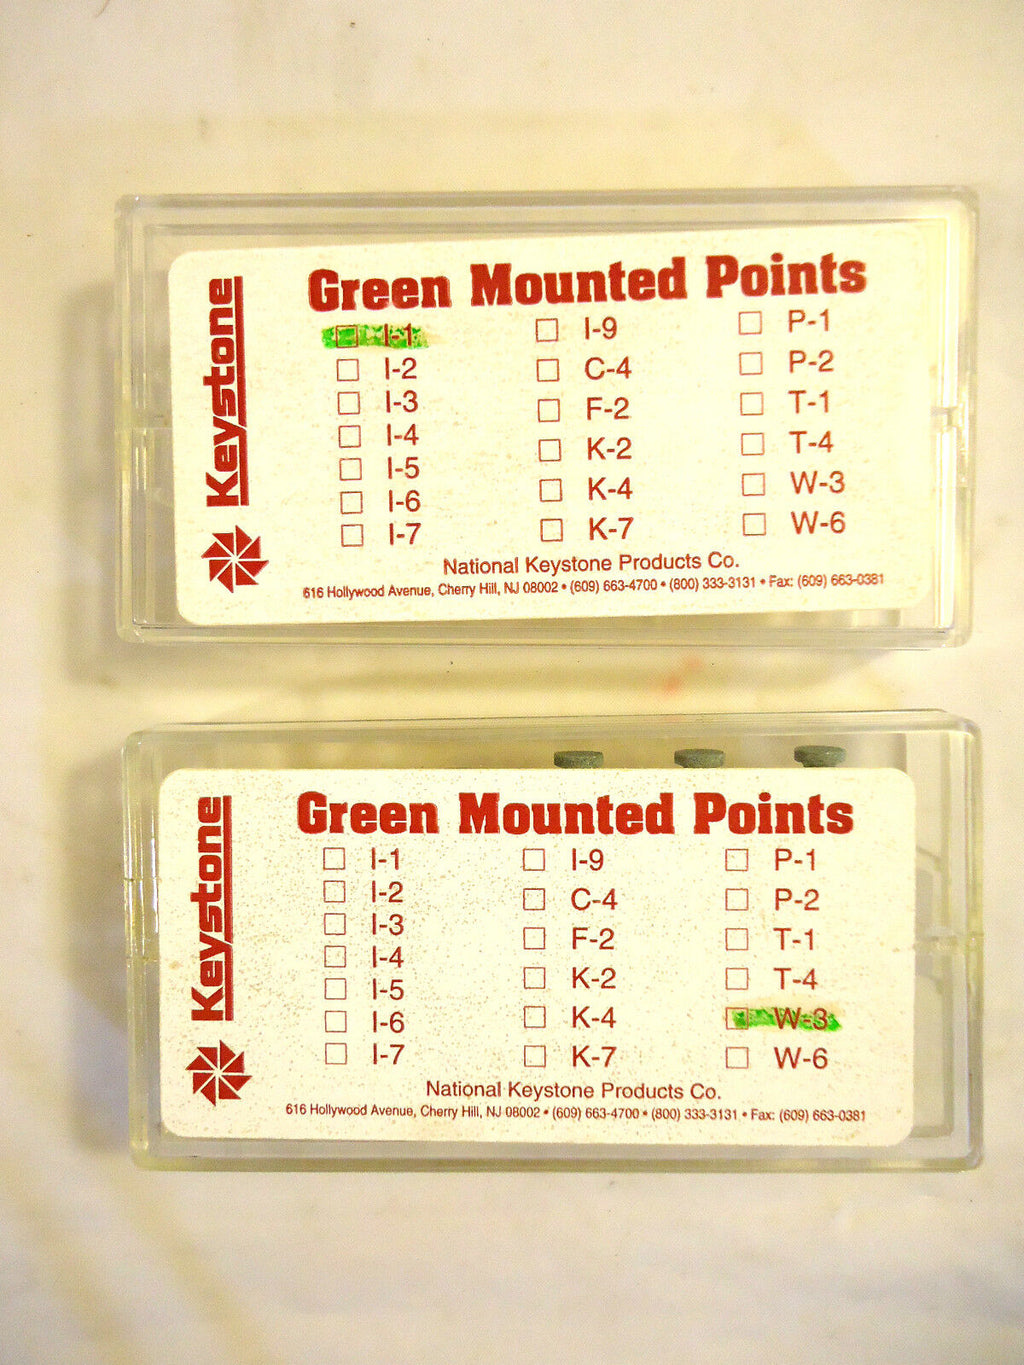 Keystone
Green Mounted Points
I-1
I-2
I-3
I-4
I-5
I-6
I-7
I-9
C-4
F-2
K-2
K-4
K-7
P-1
P-2
T-1
T-4
W-3
W-6
National Keystone Products Co.
616 Hollywood Avenue, Cherry Hill, NJ 08002 • (609) 663-4700 • (800) 333-3131 • Fax: (609) 663-0381
Keystone
Green Mounted Points
I-1
I-2
I-3
I-4
I-5
I-6
I-7
I-9
C-4
F-2
K-2
K-4
K-7
P-1
P-2
T-1
T-4
W-3
W-6
National Keystone Products Co.
616 Hollywood Avenue, Cherry Hill, NJ 08002 • (609) 663-4700 • (800) 333-3131 • Fax: (609) 663-0381